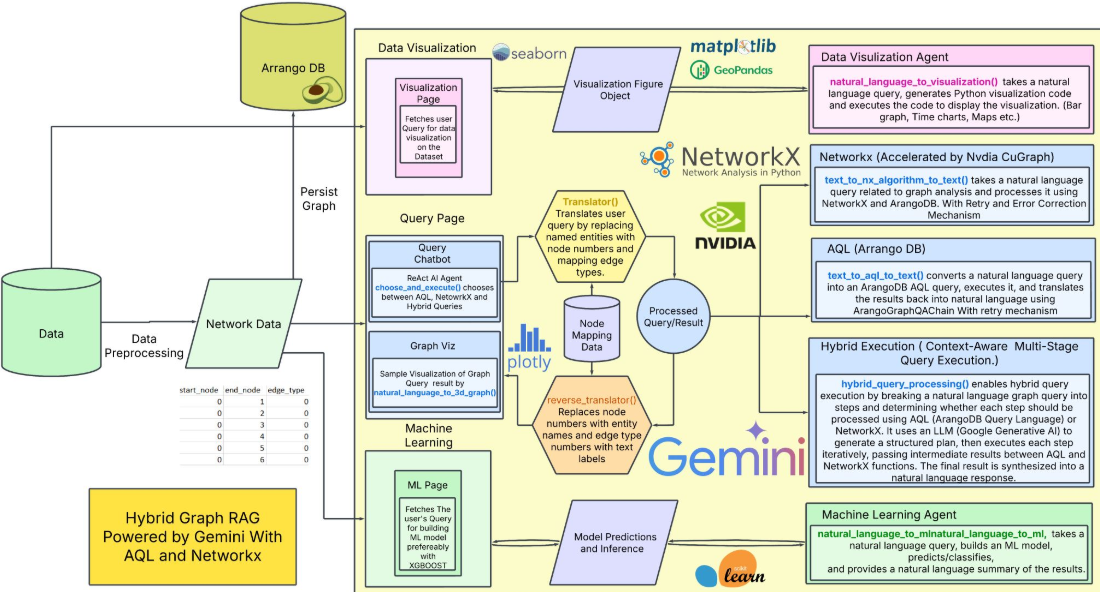 Arrango DB
Data Visualization
seaborn
matplotlib
GeoPandas
Data Visulization Agent
Visualization
Page
Fetches user
Query for data
visualization
on the
Dataset
Visualization Figure
Object
natural_language_to_visualization() takes a natural
language query, generates Python visualization code
and executes the code to display the visualization. (Bar
graph, Time charts, Maps etc.)
NetworkX
Network Analysis in Python
Networkx (Accelerated by Nvdia CuGraph)
text_to_nx_algorithm_to_text() takes a natural language
query related to graph analysis and processes it using
NetworkX and ArangoDB. With Retry and Error Correction
Mechanism
Persist
Graph
Query Page
Translator()
Translates user
query by replacing
named entities with
node numbers and
mapping edge
types.
NVIDIA
Query
Chatbot
ReAct AI Agent
choose_and_execute() chooses
between AQL, NetowrkX and
Hybrid Queries
AQL (Arrango DB)
text_to_aql_to_text() converts a natural language query
into an ArangoDB AQL query, executes it, and translates
the results back into natural language using
ArangoGraphQAChain With retry mechanism
Data
Data
Preprocessing
Network Data
Node
Mapping
Data
Processed
Query/Result
Graph Viz
Sample Visualization of Graph
Query result by
natural_language_to_3d_graph()
plotly
Hybrid Execution ( Context-Aware Multi-Stage
Query Execution.)
hybrid_query_processing() enables hybrid query
execution by breaking a natural language graph query into
steps and determining whether each step should be
processed using AQL (ArangoDB Query Language) or
NetworkX. It uses an LLM (Google Generative AI) to
generate a structured plan, then executes each step
iteratively, passing intermediate results between AQL and
NetworkX functions. The final result is synthesized into a
natural language response.
start_node end_node edge_type
0 1 0
0 2 0
0 3 0
0 4 0
0 5 0
0 6 0
reverse_translator()
Replaces node
numbers with entity
names and edge type
numbers with text
labels
Gemini
Machine
Learning
ML Page
Fetches The
user's Query
for building
ML model
prefereably
with
XGBOOST
Hybrid Graph RAG
Powered by Gemini With
AQL and Networkx
Model Predictions
and Inference
scikit
learn
Machine Learning Agent
natural_language_to_mlnatural_language_to_ml, takes a
natural language query, builds an ML model,
predicts/classifies,
and provides a natural language summary of the results.